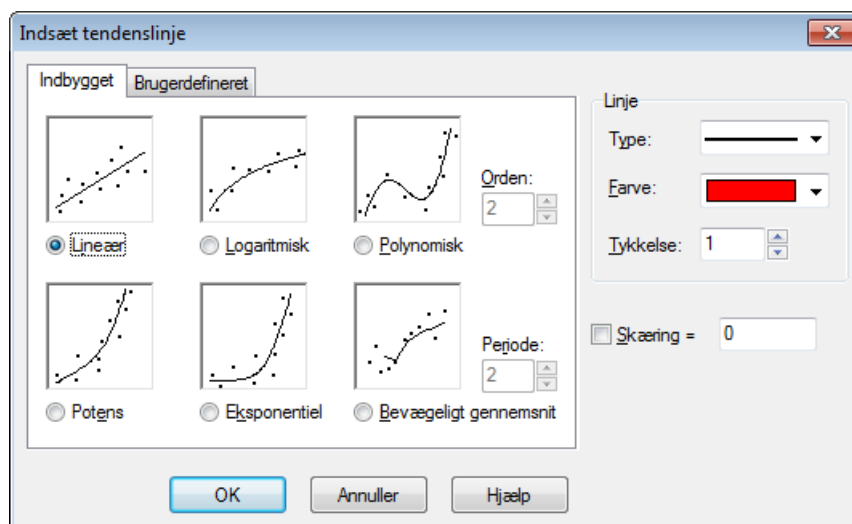 Indsæt tendenslinje
Indbygget
Brugerdefineret
Lineær
Logaritmisk
Polynomisk
Orden:
2
Potens
Eksponentiel
Bevægeligt gennemsnit
Periode:
2
Linje
Type:
Farve:
Tykkelse:
1
Skæring =
0
OK
Annuller
Hjælp